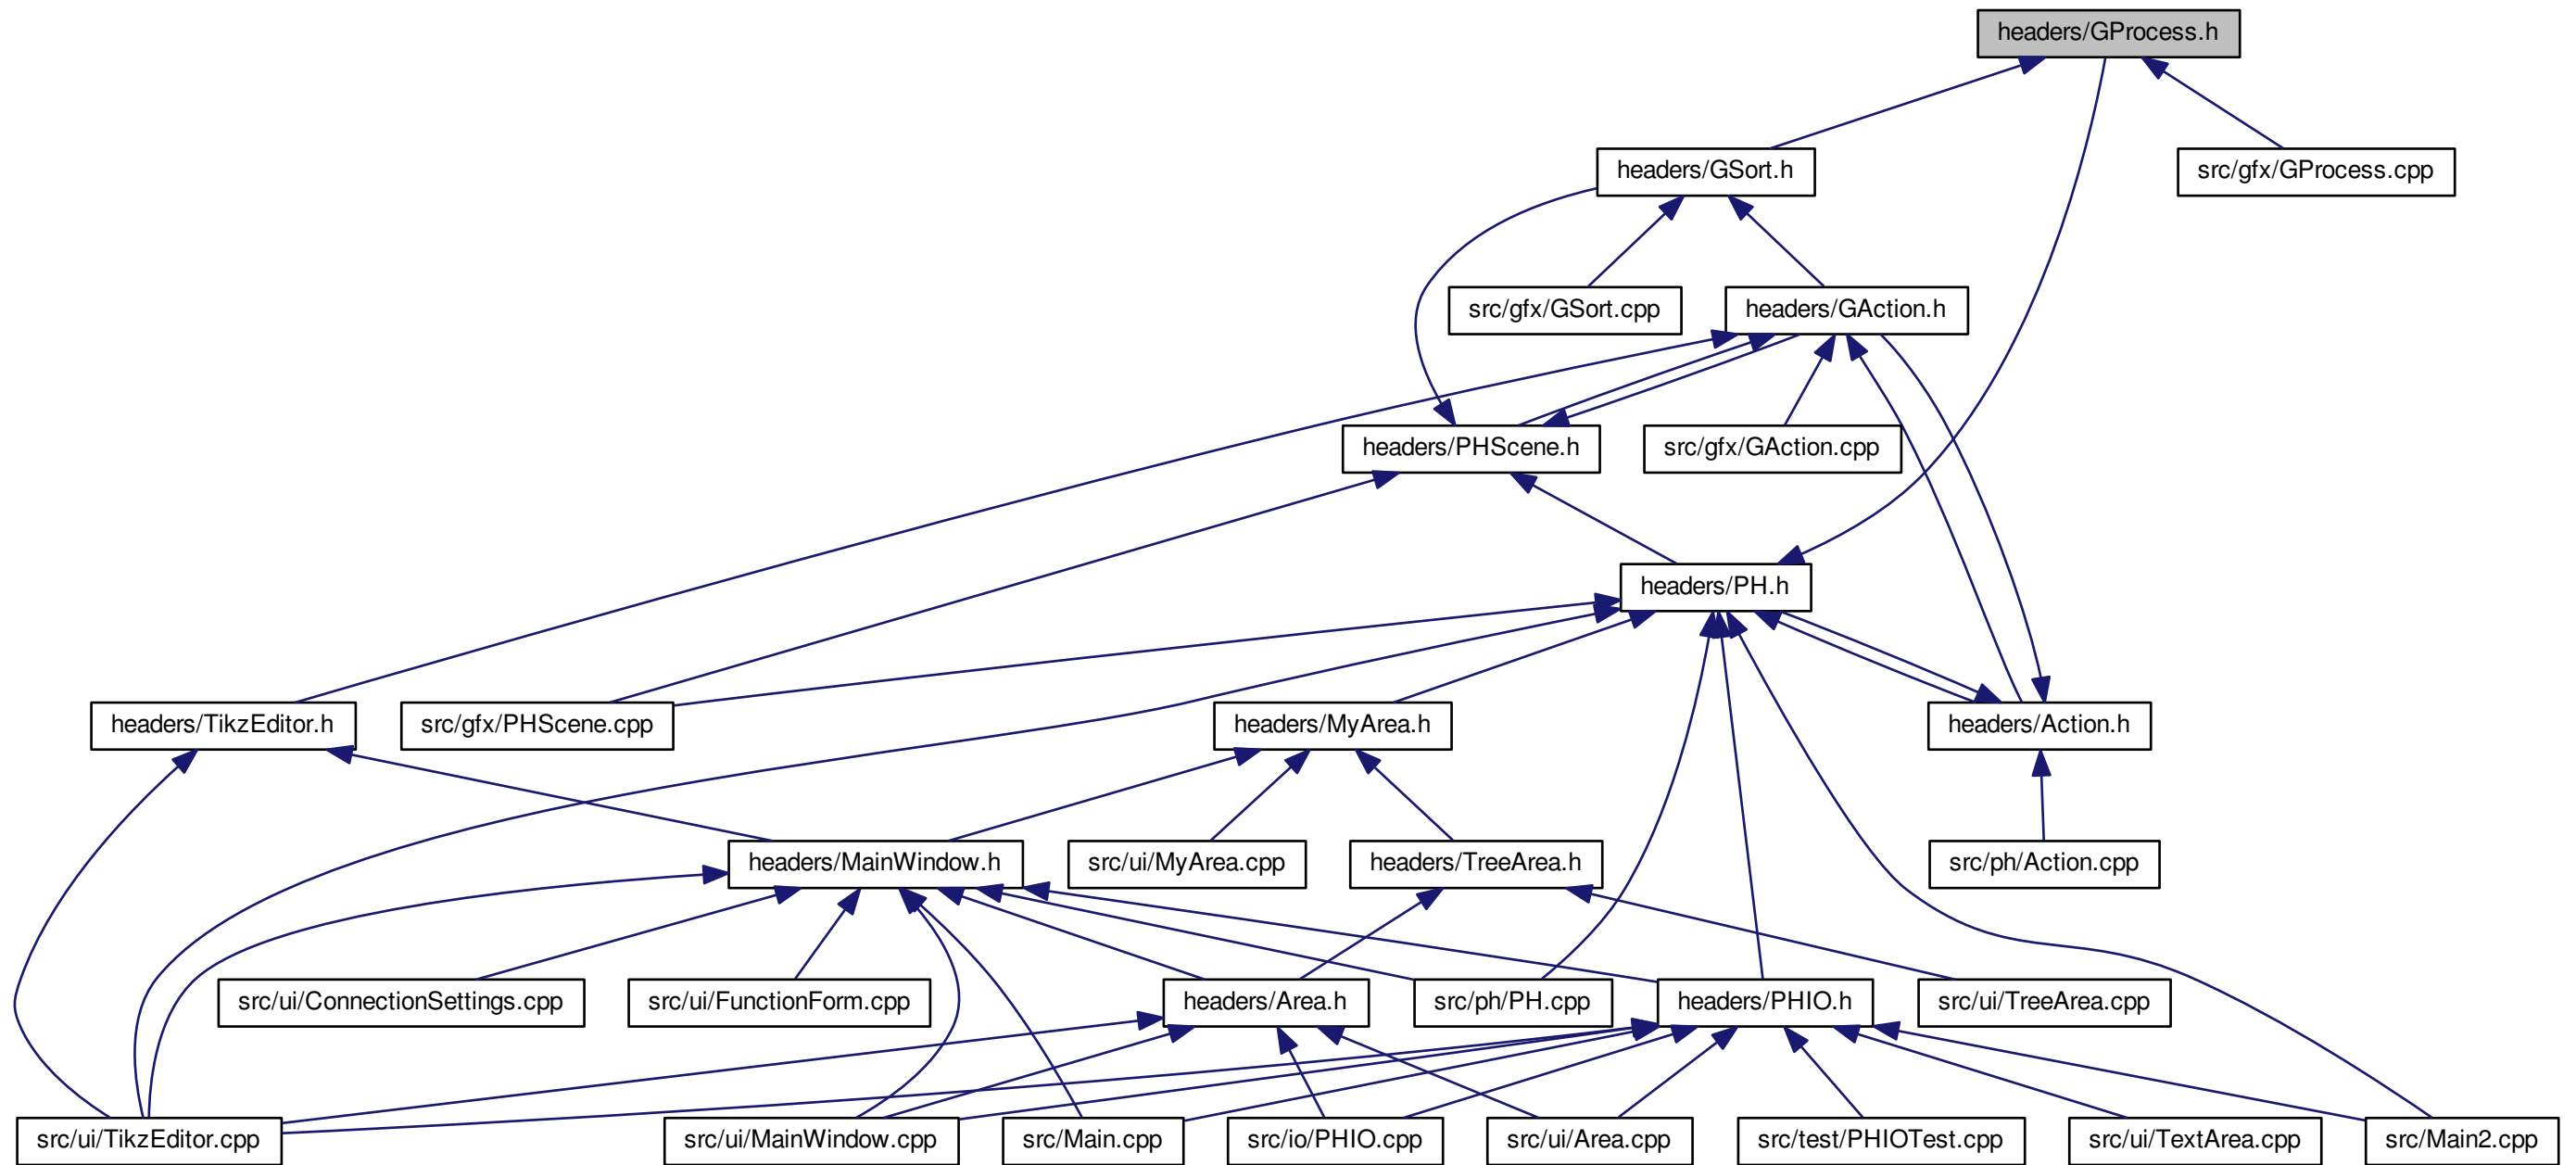 headers/GProcess.h
headers/GSort.h
src/gfx/GProcess.cpp
src/gfx/GSort.cpp
headers/GAction.h
headers/PHScene.h
src/gfx/GAction.cpp
headers/PH.h
headers/TikzEditor.h
src/gfx/PHScene.cpp
headers/MyArea.h
headers/Action.h
headers/MainWindow.h
src/ui/MyArea.cpp
headers/TreeArea.h
src/ph/Action.cpp
src/ui/ConnectionSettings.cpp
src/ui/FunctionForm.cpp
headers/Area.h
src/ph/PH.cpp
headers/PHIO.h
src/ui/TreeArea.cpp
src/ui/TikzEditor.cpp
src/ui/MainWindow.cpp
src/Main.cpp
src/io/PHIO.cpp
src/ui/Area.cpp
src/test/PHIOTest.cpp
src/ui/TextArea.cpp
src/Main2.cpp